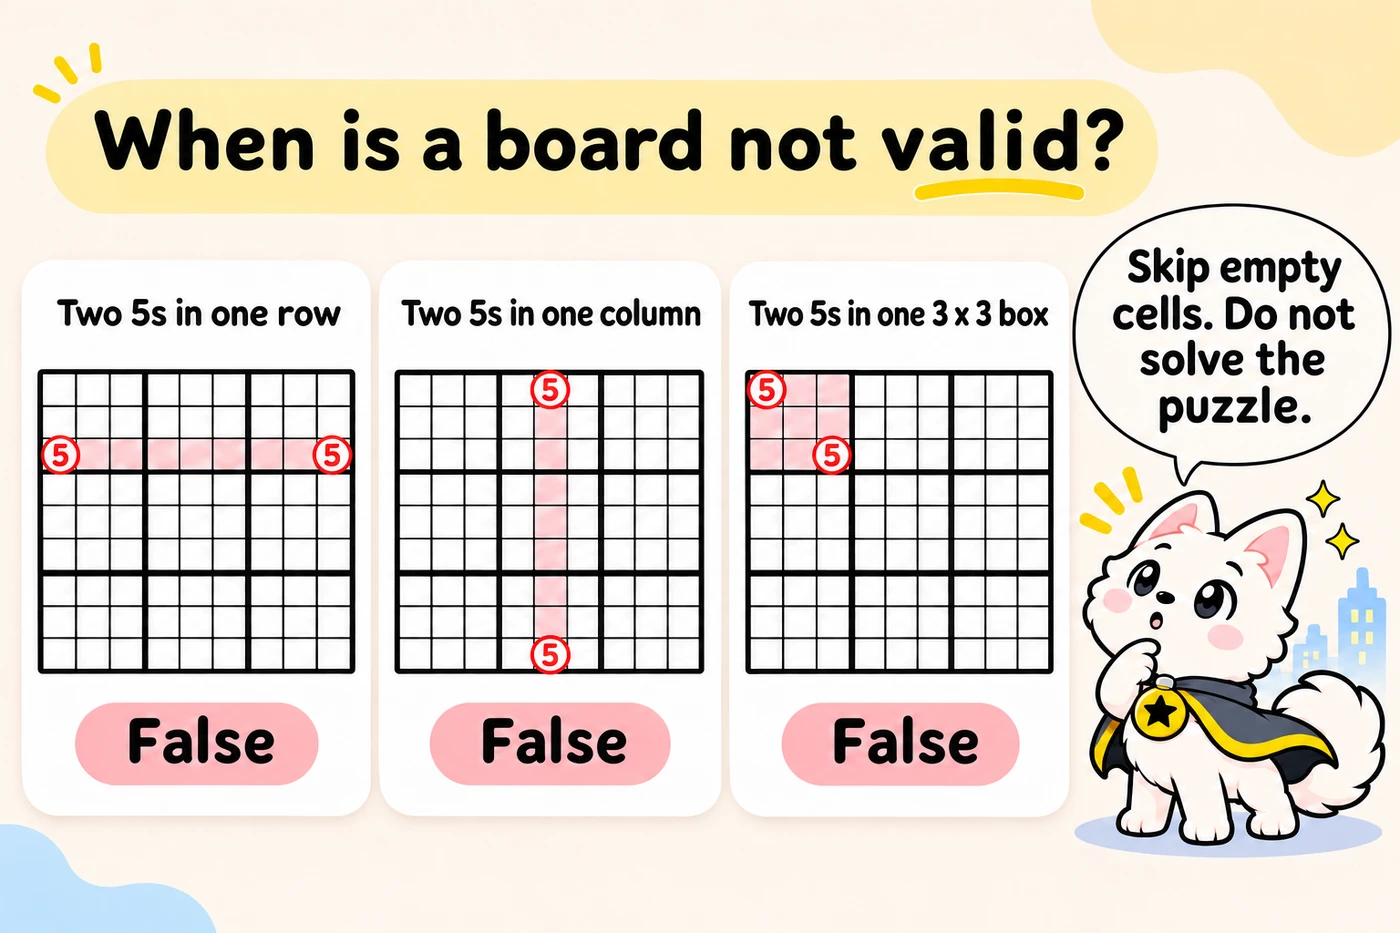 When is a board not valid?
Two 5s in one row
5
5
False
Two 5s in one column
5
5
False
Two 5s in one 3 x 3 box
5
5
False
Skip empty
cells. Do not
solve the
puzzle.